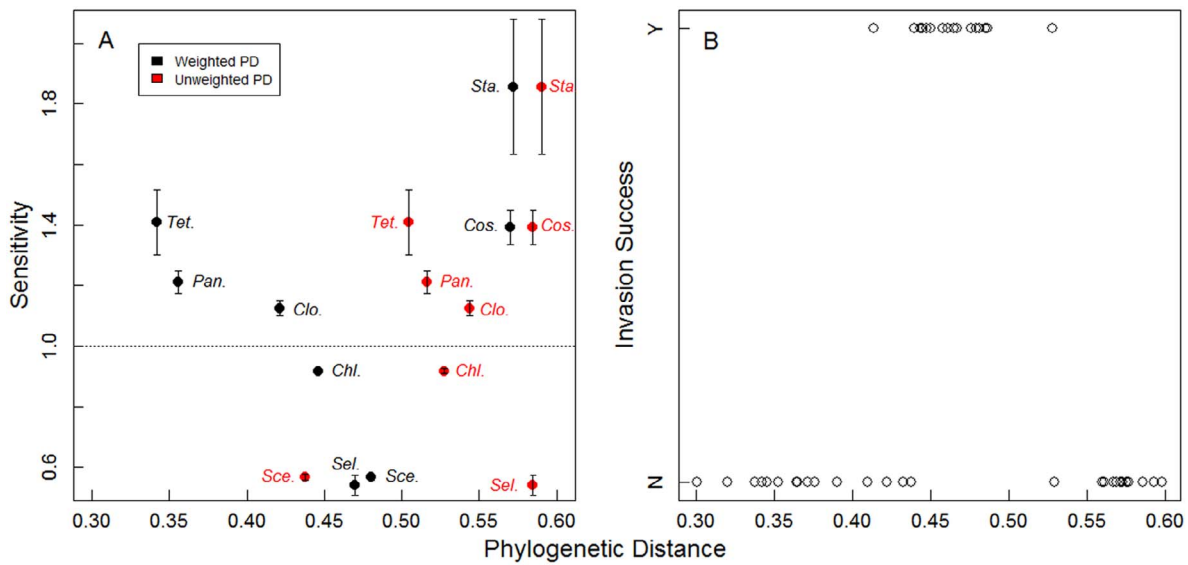 A
Weighted PD
Unweighted PD
Sta.
Sta
Tet.
Tet.
Cos.
Cos.
Pan.
Pan.
Clo.
Clo.
Chl.
Chl.
Sce.
Sel.
Sce.
Sel.
Sensitivity
0.6 1.0 1.4 1.8
0.30 0.35 0.40 0.45 0.50 0.55 0.60
B
Invasion Success
Y
N
0.30 0.35 0.40 0.45 0.50 0.55 0.60
Phylogenetic Distance